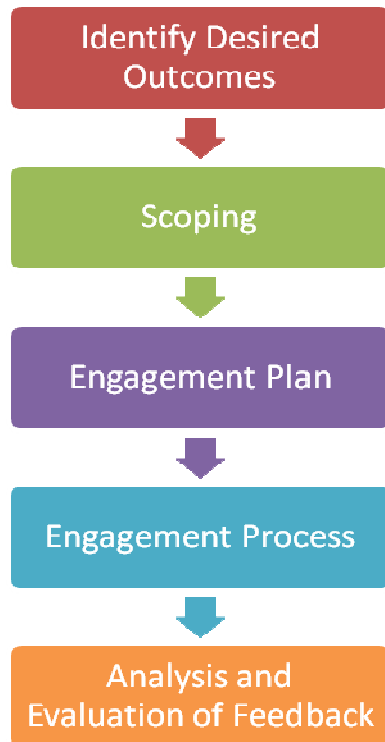 Identify Desired
Outcomes
Scoping
Engagement Plan
Engagement Process
Analysis and
Evaluation of Feedback